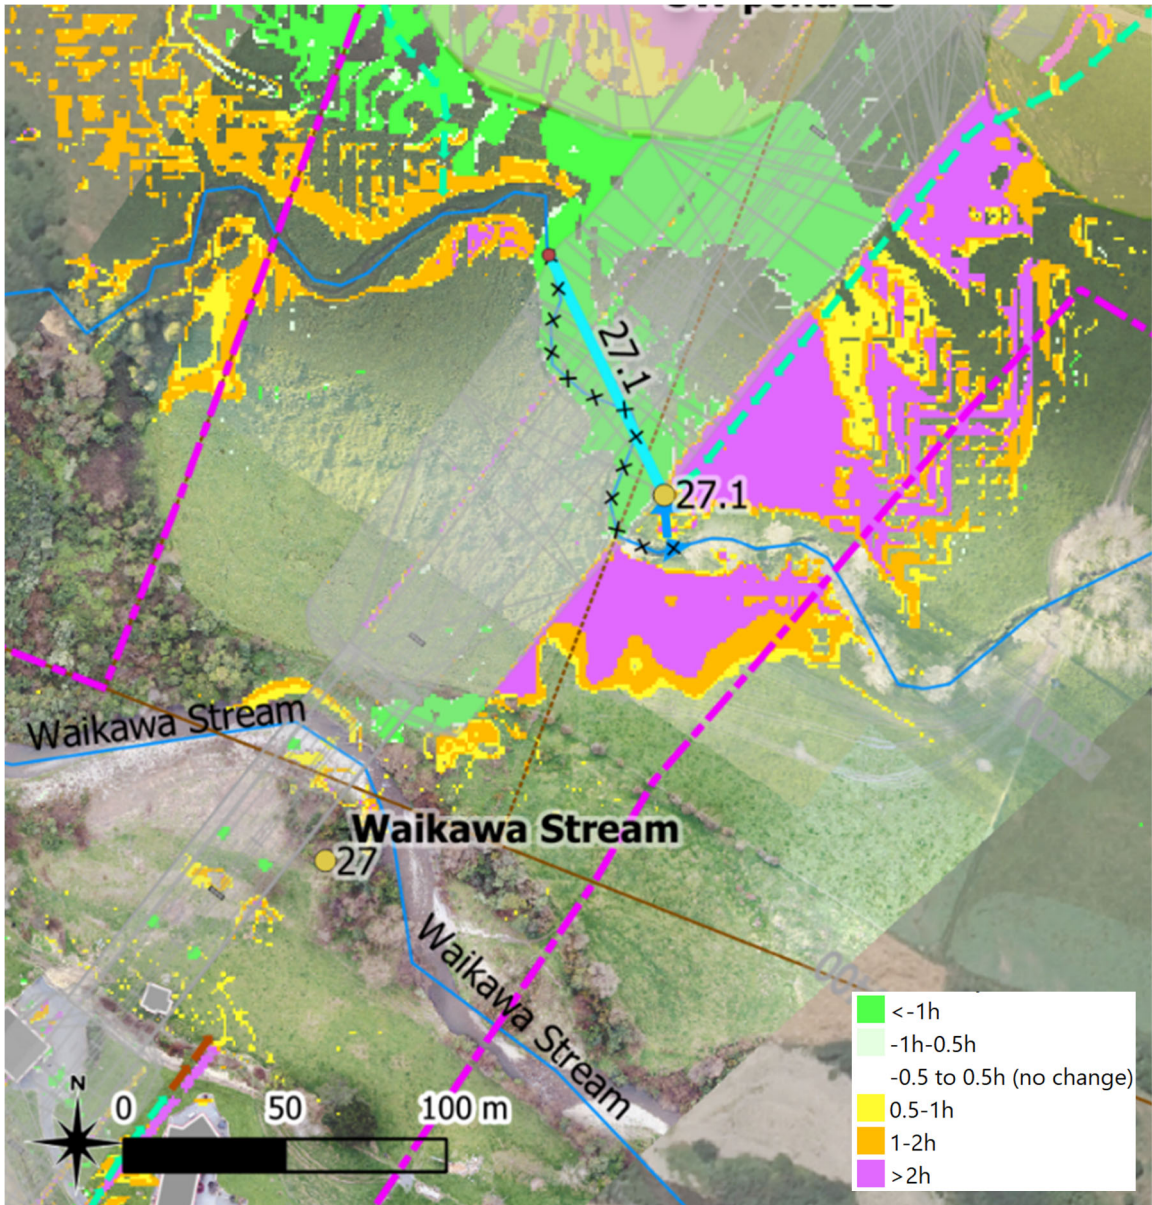 27.1
27.1
Waikawa Stream
Waikawa Stream
27
Waikawa Stream
N
0 50 100 m
<-1h
-1h-0.5h
-0.5 to 0.5h (no change)
0.5-1h
1-2h
>2h